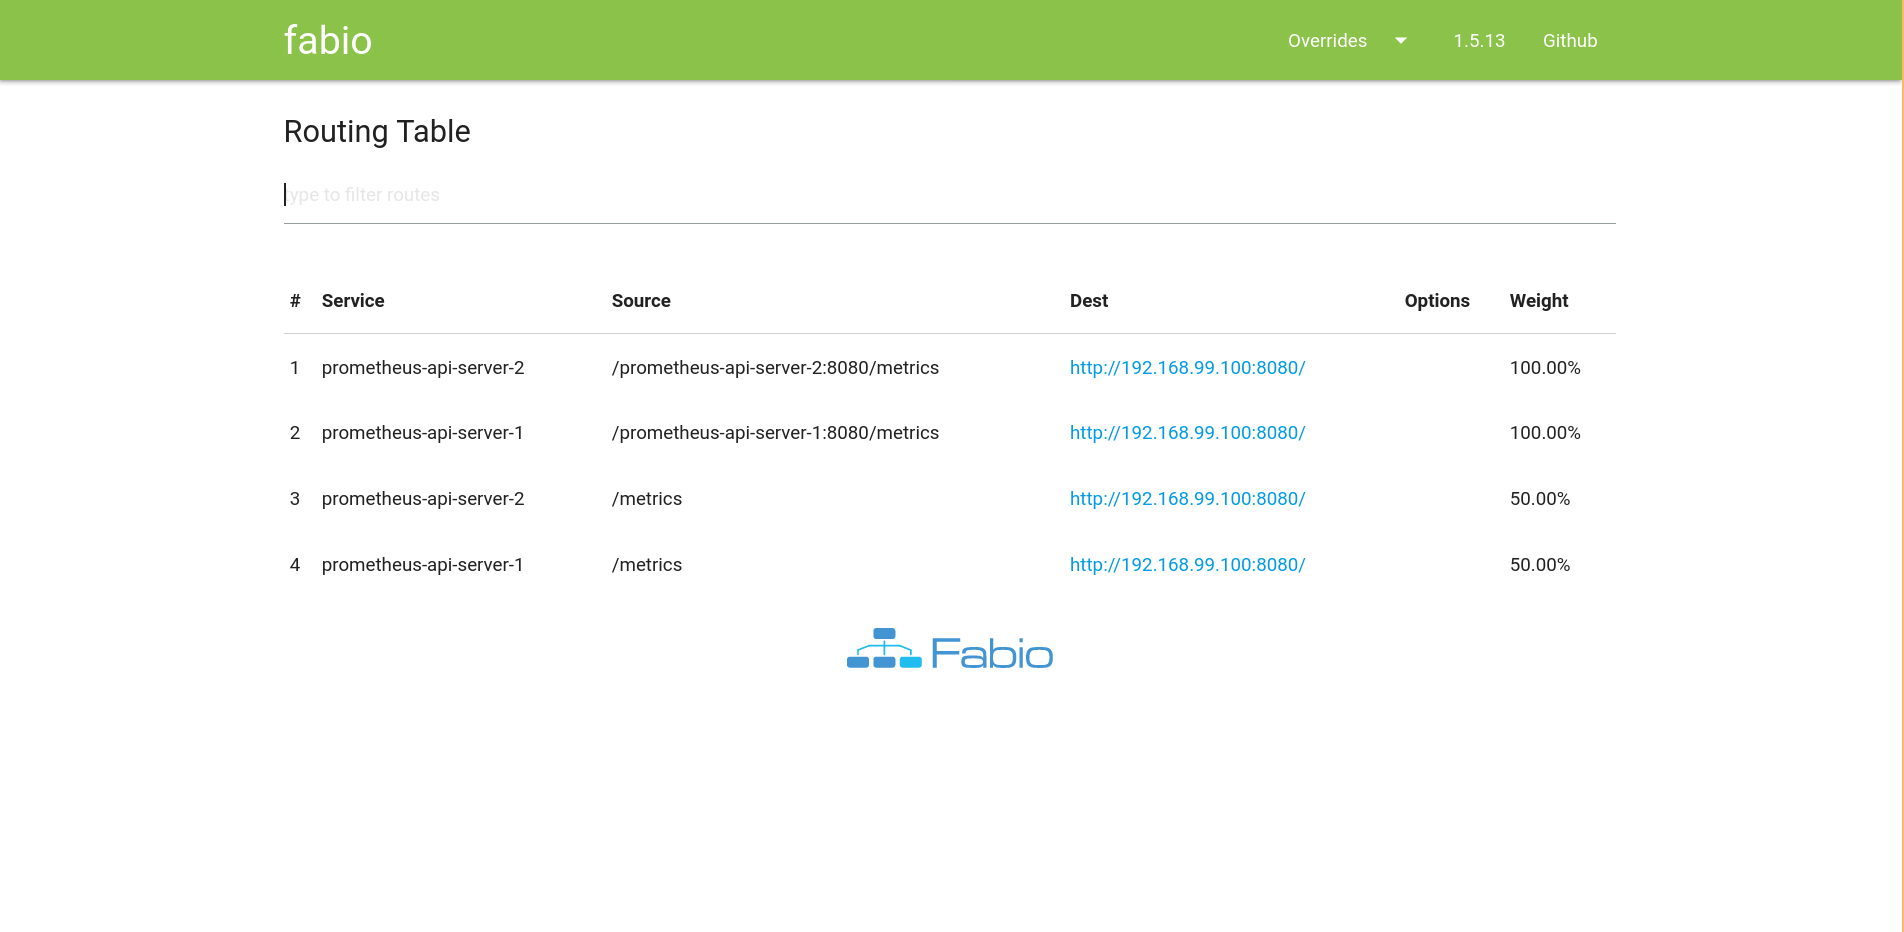 fabio Overrides 1.5.13 Github
Routing Table
type to filter routes
# Service Source Dest Options Weight
1 prometheus-api-server-2 /prometheus-api-server-2:8080/metrics http://192.168.99.100:8080/ 100.00%
2 prometheus-api-server-1 /prometheus-api-server-1:8080/metrics http://192.168.99.100:8080/ 100.00%
3 prometheus-api-server-2 /metrics http://192.168.99.100:8080/ 50.00%
4 prometheus-api-server-1 /metrics http://192.168.99.100:8080/ 50.00%
Fabio